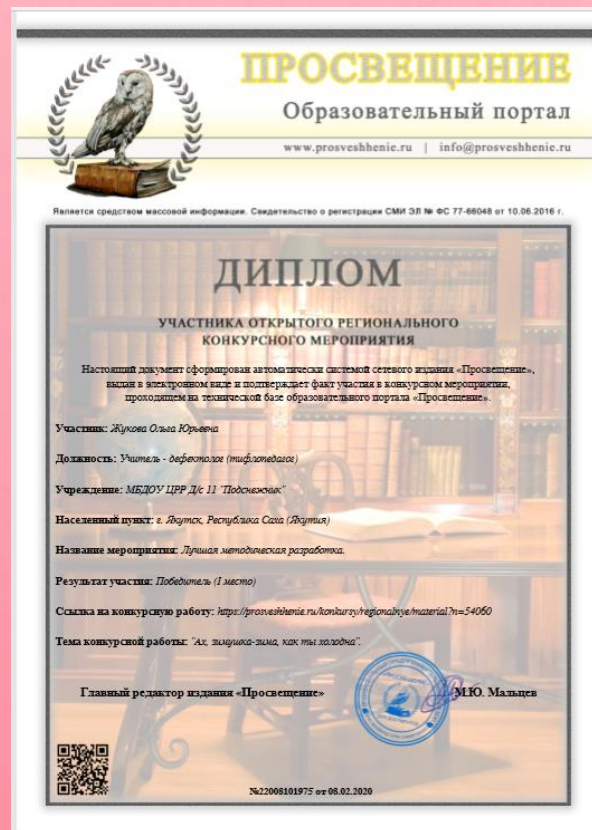 ПРОСВЕЩЕНИЕ
Образовательный портал
www.prosveshhenie.ru | info@prosveshhenie.ru
Является средством массовой информации. Свидетельство о регистрации СМИ ЭЛ № ФС 77-66048 от 10.06.2016 г.
ДИПЛОМ
УЧАСТНИКА ОТКРЫТОГО РЕГИОНАЛЬНОГО
КОНКУРСНОГО МЕРОПРИЯТИЯ
Настоящий документ сформирован автоматически системой сетевого издания «Просвещение»,
выдан в электронном виде и подтверждает факт участия в конкурсном мероприятии,
проходящем на технической базе образовательного портала «Просвещение».
Участник: Жукова Ольга Юрьевна
Должность: Учитель - дефектолог (тифлопедагог)
Учреждение: МБДОУ ЦРР Д/с 11 "Подснежник"
Населенный пункт: г. Якутск, Республика Саха (Якутия)
Название мероприятия: Лучшая методическая разработка.
Результат участия: Победитель (I место)
Ссылка на конкурсную работу: https://prosveshhenie.ru/konkursy/regionalnye/material?n=54060
Тема конкурсной работы: "Ах, зимушка-зима, как ты холодна".
Главный редактор издания «Просвещение» М.Ю. Мальцев
№22008101975 от 08.02.2020